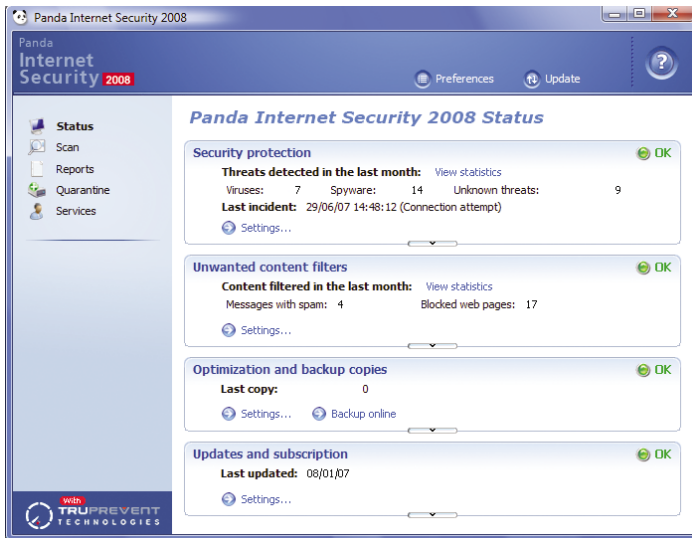 Panda Internet Security 2008
Panda
Internet
Security 2008
Preferences
Update
?
Status
Scan
Reports
Quarantine
Services
Panda Internet Security 2008 Status
Security protection
OK
Threats detected in the last month: View statistics
Viruses: 7 Spyware: 14 Unknown threats: 9
Last incident: 29/06/07 14:48:12 (Connection attempt)
Settings...
Unwanted content filters
OK
Content filtered in the last month: View statistics
Messages with spam: 4 Blocked web pages: 17
Settings...
Optimization and backup copies
OK
Last copy: 0
Settings... Backup online
Updates and subscription
OK
Last updated: 08/01/07
Settings...
With
TRUPREVENT
TECHNOLOGIES